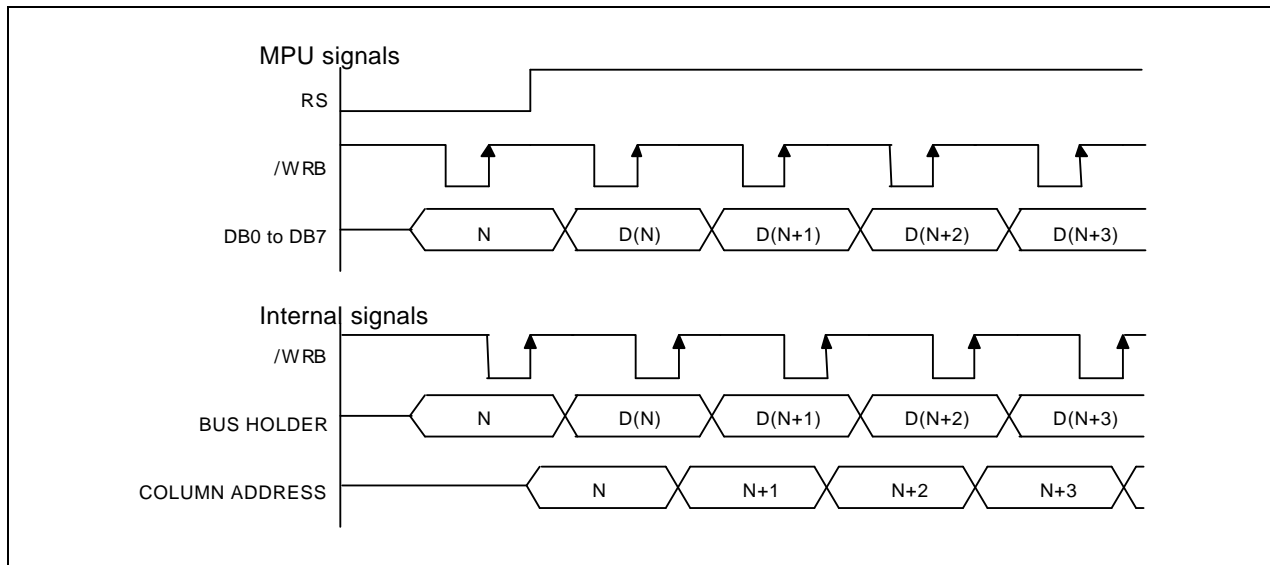 MPU signals
RS
/WRB
DB0 to DB7
N
D(N)
D(N+1)
D(N+2)
D(N+3)
Internal signals
/WRB
BUS HOLDER
N
D(N)
D(N+1)
D(N+2)
D(N+3)
COLUMN ADDRESS
N
N+1
N+2
N+3